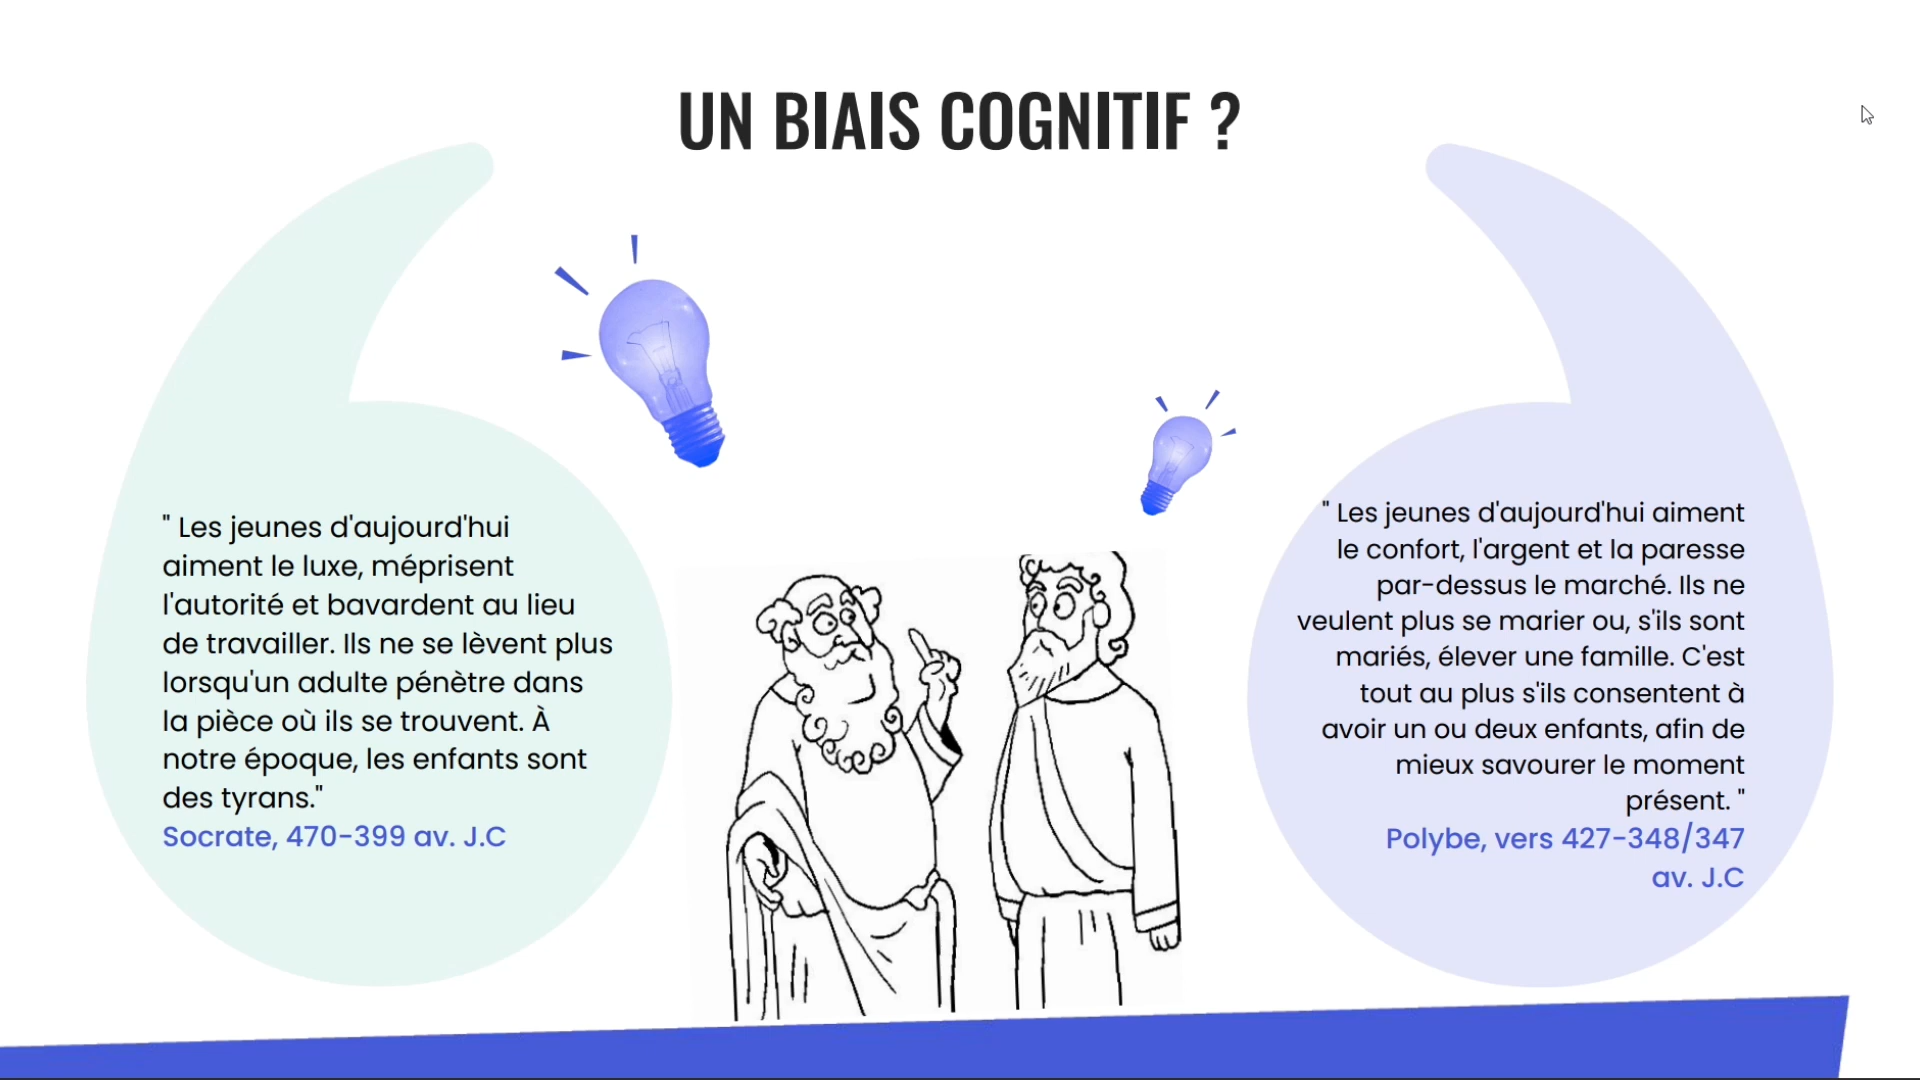 UN BIAIS COGNITIF ?
" Les jeunes d'aujourd'hui
aiment le luxe, méprisent
l'autorité et bavardent au lieu
de travailler. Ils ne se lèvent plus
lorsqu'un adulte pénètre dans
la pièce où ils se trouvent. À
notre époque, les enfants sont
des tyrans."
Socrate, 470-399 av. J.C
" Les jeunes d'aujourd'hui aiment
le confort, l'argent et la paresse
par-dessus le marché. Ils ne
veulent plus se marier ou, s'ils sont
mariés, élever une famille. C'est
tout au plus s'ils consentent à
avoir un ou deux enfants, afin de
mieux savourer le moment
présent. "
Polybe, vers 427-348/347
av. J.C